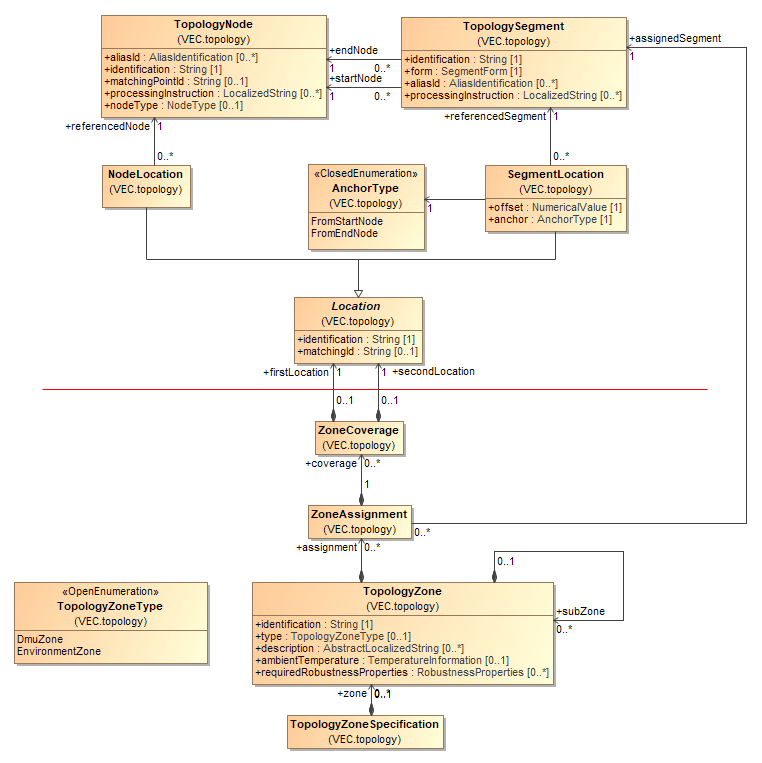 TopologyNode
(VEC.topology)
+aliasId : AliasIdentification [0..*]
+identification : String [1]
+matchingPointId : String [0..1]
+processingInstruction : LocalizedString [0..*]
+nodeType : NodeType [0..1]
TopologySegment
(VEC.topology)
+identification : String [1]
+form : SegmentForm [1]
+aliasId : AliasIdentification [0..*]
+processingInstruction : LocalizedString [0..*]
+endNode
1
0..*
+startNode
1
0..*
+assignedSegment
1
+referencedNode
1
0..*
+referencedSegment
1
0..*
NodeLocation
(VEC.topology)
«ClosedEnumeration»
AnchorType
(VEC.topology)
FromStartNode
FromEndNode
1
SegmentLocation
(VEC.topology)
+offset : NumericalValue [1]
+anchor : AnchorType [1]
Location
(VEC.topology)
+identification : String [1]
+matchingId : String [0..1]
+firstLocation
1
1
+secondLocation
0..1
0..1
ZoneCoverage
(VEC.topology)
+coverage
0..*
1
ZoneAssignment
(VEC.topology)
0..*
+assignment
0..*
0..1
+subZone
0..*
«OpenEnumeration»
TopologyZoneType
(VEC.topology)
DmuZone
EnvironmentZone
TopologyZone
(VEC.topology)
+identification : String [1]
+type : TopologyZoneType [0..1]
+description : AbstractLocalizedString [0..*]
+ambientTemperature : TemperatureInformation [0..1]
+requiredRobustnessProperties : RobustnessProperties [0..*]
+zone
TopologyZoneSpecification
(VEC.topology)